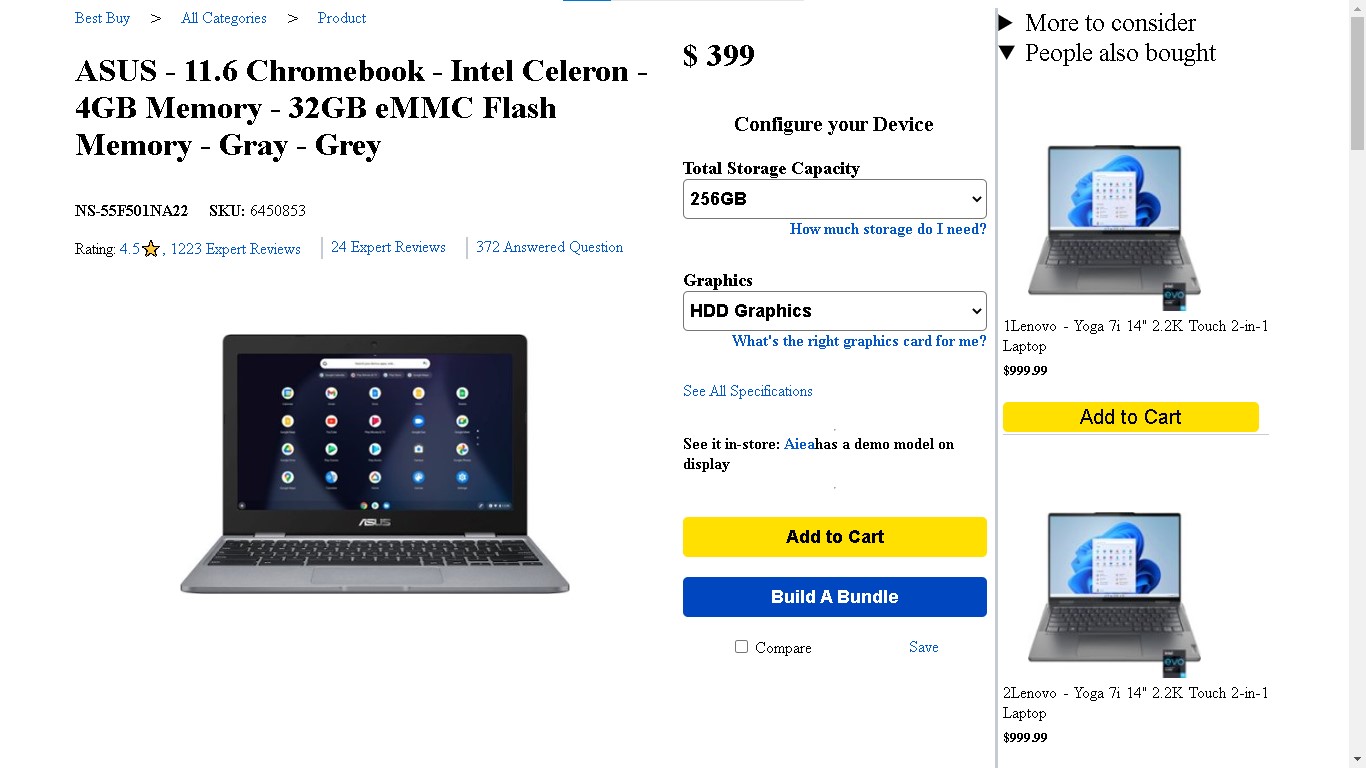 Best Buy > All Categories > Product
ASUS - 11.6 Chromebook - Intel Celeron -
4GB Memory - 32GB eMMC Flash
Memory - Gray - Grey
NS-55F501NA22 SKU: 6450853
Rating: 4.5 , 1223 Expert Reviews 24 Expert Reviews 372 Answered Question
ASUS
$ 399
Configure your Device
Total Storage Capacity
256GB
How much storage do I need?
Graphics
HDD Graphics
What's the right graphics card for me?
See All Specifications
See it in-store: Aieahas a demo model on
display
Add to Cart
Build A Bundle
Compare Save
More to consider
People also bought
evo
1Lenovo - Yoga 7i 14" 2.2K Touch 2-in-1
Laptop
$999.99
Add to Cart
evo
2Lenovo - Yoga 7i 14" 2.2K Touch 2-in-1
Laptop
$999.99